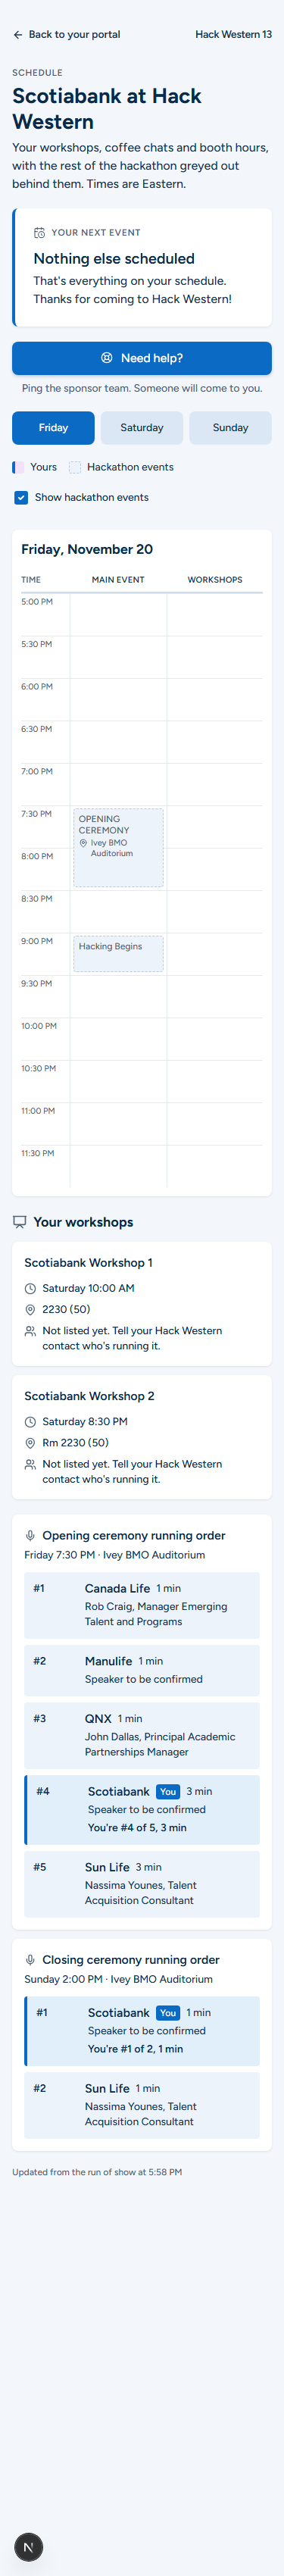 Back to your portal
Hack Western 13
SCHEDULE
Scotiabank at Hack
Western
Your workshops, coffee chats and booth hours,
with the rest of the hackathon greyed out
behind them. Times are Eastern.
YOUR NEXT EVENT
Nothing else scheduled
That's everything on your schedule.
Thanks for coming to Hack Western!
Need help?
Ping the sponsor team. Someone will come to you.
Friday
Saturday
Sunday
Yours
Hackathon events
Show hackathon events
Friday, November 20
TIME
MAIN EVENT
WORKSHOPS
5:00 PM
5:30 PM
6:00 PM
6:30 PM
7:00 PM
7:30 PM
OPENING
CEREMONY
Ivey BMO
Auditorium
8:00 PM
8:30 PM
9:00 PM
Hacking Begins
9:30 PM
10:00 PM
10:30 PM
11:00 PM
11:30 PM
Your workshops
Scotiabank Workshop 1
Saturday 10:00 AM
2230 (50)
Not listed yet. Tell your Hack Western
contact who's running it.
Scotiabank Workshop 2
Saturday 8:30 PM
Rm 2230 (50)
Not listed yet. Tell your Hack Western
contact who's running it.
Opening ceremony running order
Friday 7:30 PM · Ivey BMO Auditorium
#1 Canada Life 1 min
Rob Craig, Manager Emerging
Talent and Programs
#2 Manulife 1 min
Speaker to be confirmed
#3 QNX 1 min
John Dallas, Principal Academic
Partnerships Manager
#4 Scotiabank You 3 min
Speaker to be confirmed
You're #4 of 5, 3 min
#5 Sun Life 3 min
Nassima Younes, Talent
Acquisition Consultant
Closing ceremony running order
Sunday 2:00 PM · Ivey BMO Auditorium
#1 Scotiabank You 1 min
Speaker to be confirmed
You're #1 of 2, 1 min
#2 Sun Life 1 min
Nassima Younes, Talent
Acquisition Consultant
Updated from the run of show at 5:58 PM
N